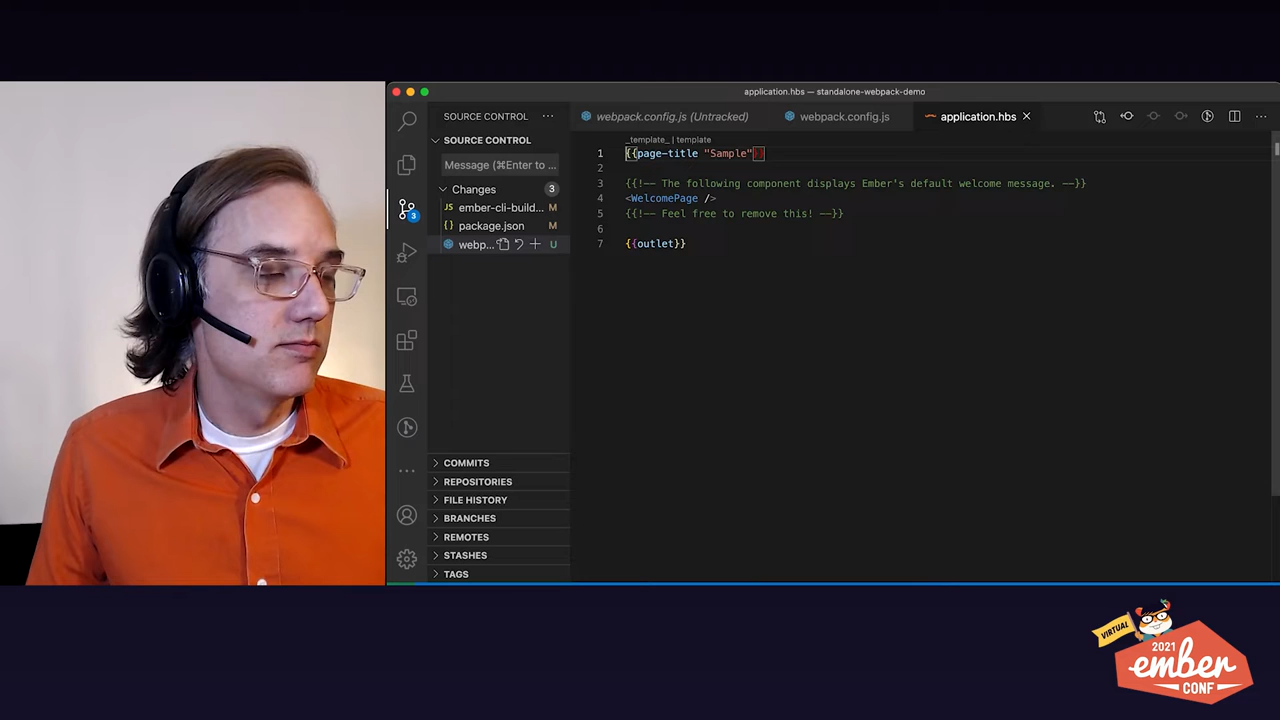 application.hbs — standalone-webpack-demo
SOURCE CONTROL
webpack.config.js (Untracked)
webpack.config.js
application.hbs
SOURCE CONTROL
Message (⌘Enter to ...
Changes
3
ember-cli-build...
M
package.json
M
webp...
U
3
COMMITS
REPOSITORIES
FILE HISTORY
BRANCHES
REMOTES
STASHES
TAGS
_template_ | template
1 {{page-title "Sample"}}
2
3 {{!-- The following component displays Ember's default welcome message. --}}
4 <WelcomePage />
5 {{!-- Feel free to remove this! --}}
6
7 {{outlet}}
VIRTUAL
2021
ember
CONF